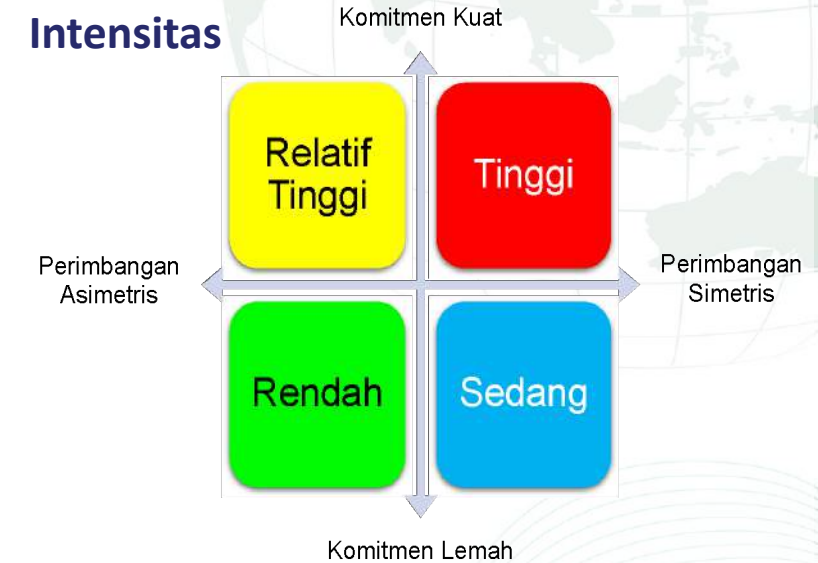 Intensitas
Komitmen Kuat
Relatif
Tinggi
Tinggi
Perimbangan
Asimetris
Perimbangan
Simetris
Rendah
Sedang
Komitmen Lemah